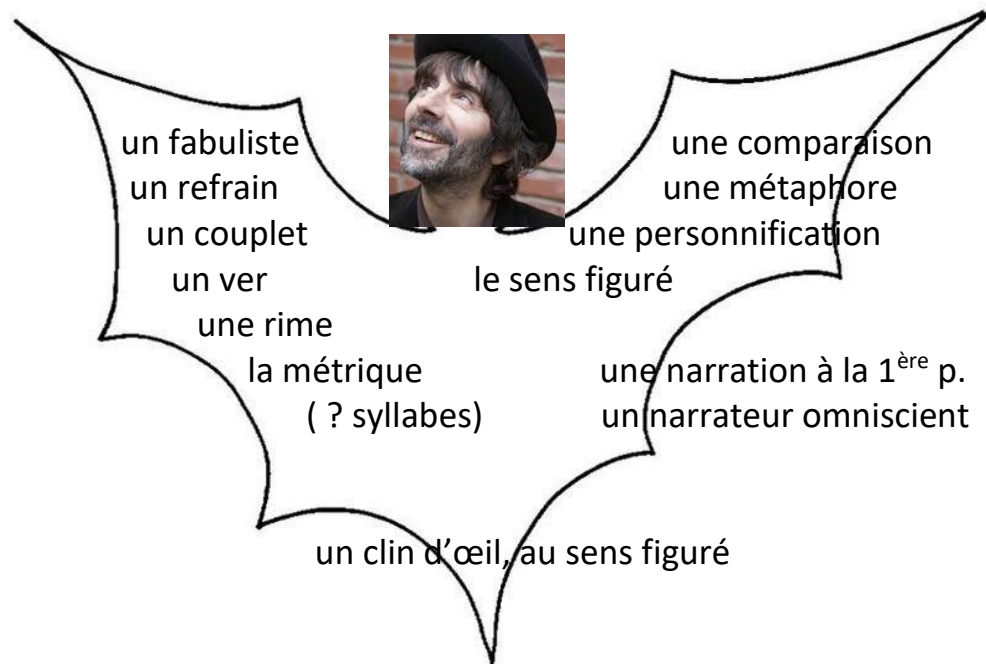 un fabuliste
une comparaison
un refrain
une métaphore
un couplet
une personnification
un ver
le sens figuré
une rime
la métrique
une narration à la 1ère p.
( ? syllabes)
un narrateur omniscient
un clin d’œil, au sens figuré